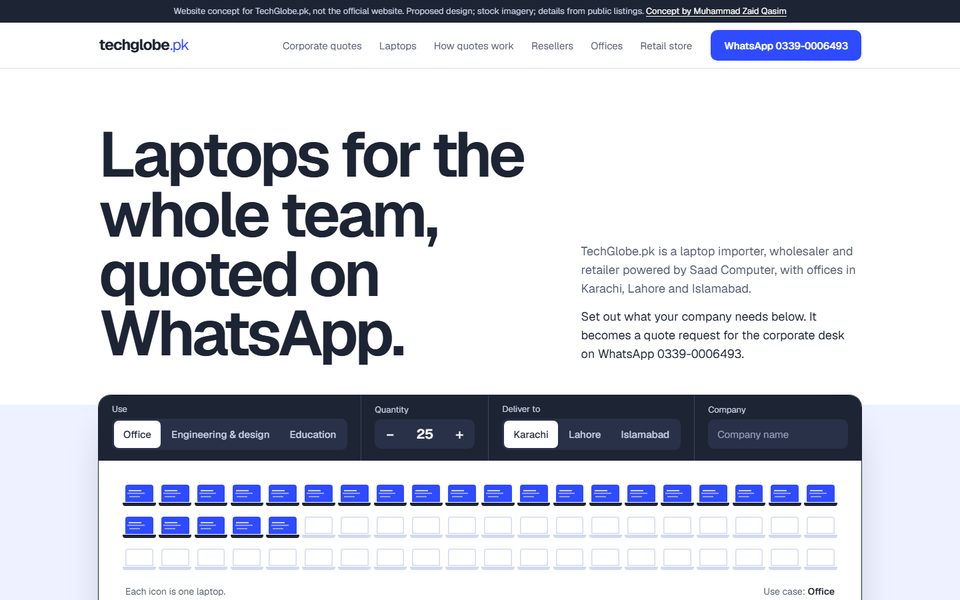 Website concept for TechGlobe.pk, not the official website. Proposed design; stock imagery; details from public listings. Concept by Muhammad Zaid Qasim
techglobe.pk
Corporate quotes
Laptops
How quotes work
Resellers
Offices
Retail store
WhatsApp 0339-0006493
Laptops for the
whole team,
quoted on
WhatsApp.
TechGlobe.pk is a laptop importer, wholesaler and
retailer powered by Saad Computer, with offices in
Karachi, Lahore and Islamabad.
Set out what your company needs below. It
becomes a quote request for the corporate desk
on WhatsApp 0339-0006493.
Use
Office
Engineering & design
Education
Quantity
− 25 +
Deliver to
Karachi
Lahore
Islamabad
Company
Company name
Each icon is one laptop.
Use case: Office